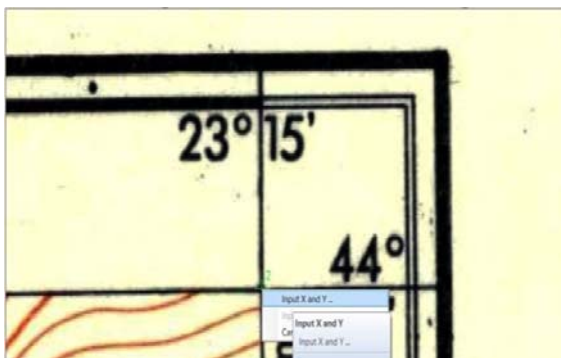 23° 15'
44°
2
Input X and Y ...
Input X and Y
Input X and Y ...